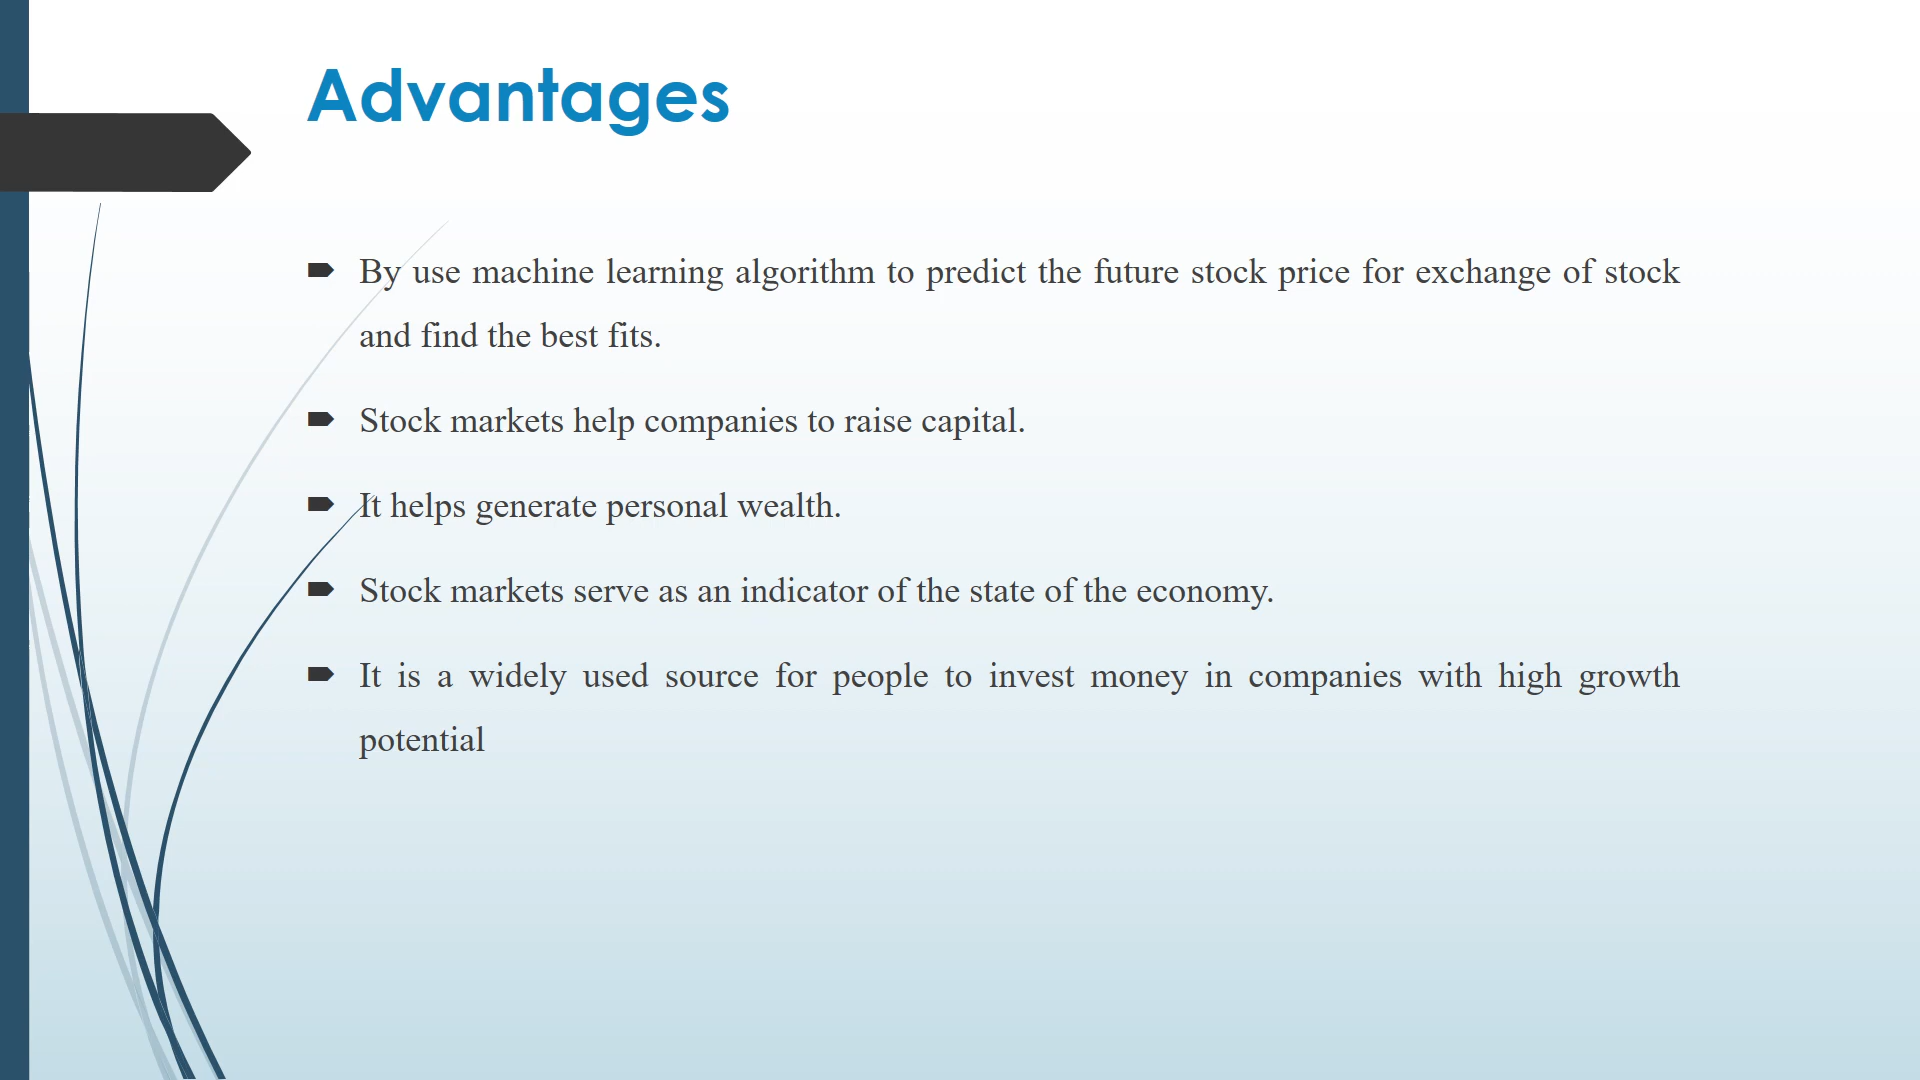 Advantages
By use machine learning algorithm to predict the future stock price for exchange of stock
and find the best fits.
Stock markets help companies to raise capital.
It helps generate personal wealth.
Stock markets serve as an indicator of the state of the economy.
It is a widely used source for people to invest money in companies with high growth
potential